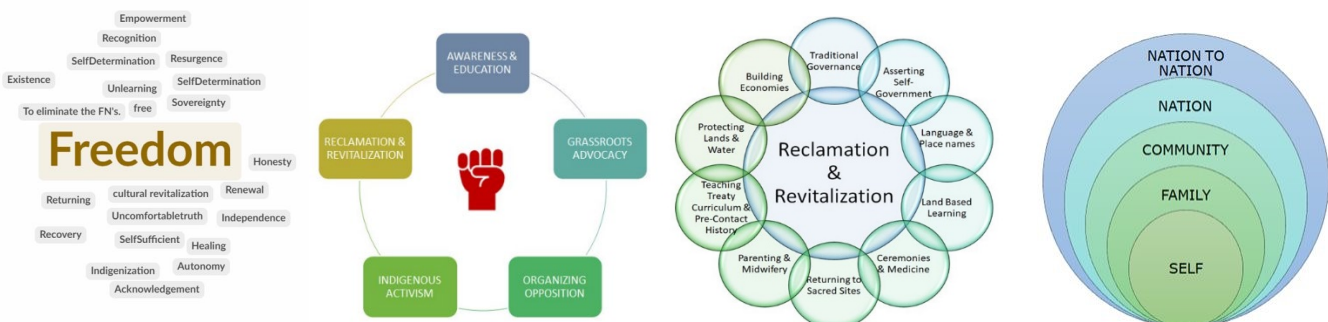 Empowerment
Recognition
SelfDetermination
Resurgence
Existence
Unlearning
SelfDetermination
To eliminate the FN's.
free
Sovereignty
Freedom
Honesty
Returning
cultural revitalization
Renewal
Uncomfortabletruth
Independence
Recovery
SelfSufficient
Healing
Indigenization
Autonomy
Acknowledgement
AWARENESS &
EDUCATION
GRASSROOTS
ADVOCACY
ORGANIZING
OPPOSITION
INDIGENOUS
ACTIVISM
RECLAMATION &
REVITALIZATION
Reclamation
&
Revitalization
Traditional
Governance
Asserting
Self-
Government
Language &
Place names
Land Based
Learning
Ceremonies
& Medicine
Returning to
Sacred Sites
Parenting &
Midwifery
Teaching
Treaty
Curriculum &
Pre-Contact
History
Protecting
Lands &
Water
Building
Economies
NATION TO
NATION
NATION
COMMUNITY
FAMILY
SELF